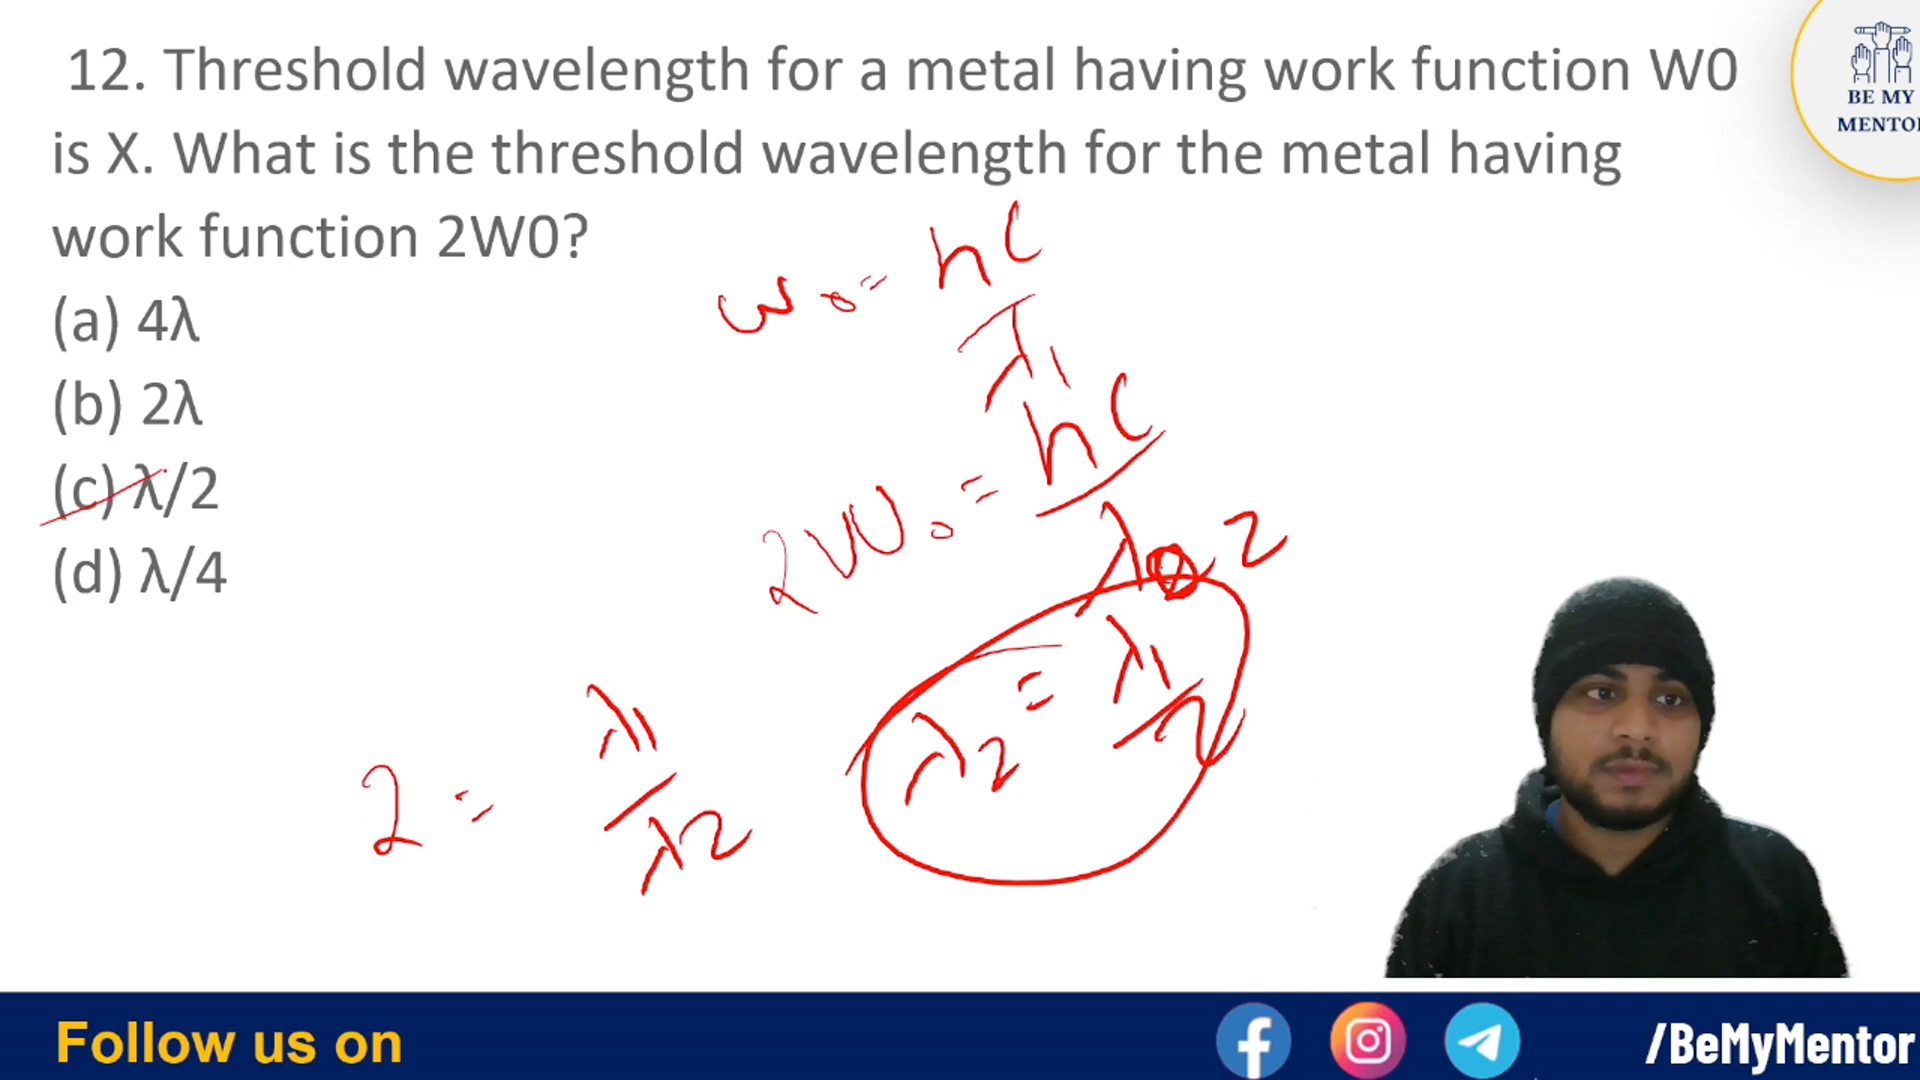 12. Threshold wavelength for a metal having work function W0
is X. What is the threshold wavelength for the metal having
work function 2W0?
(a) 4λ
(b) 2λ
(c) λ/2
(d) λ/4
BE MY
MENTO
W₀ = hc
λ₁
2W₀ = hc
λ 2
2 = λ₁
λ2
λ2 = λ₁
2
Follow us on
/BeMyMentor